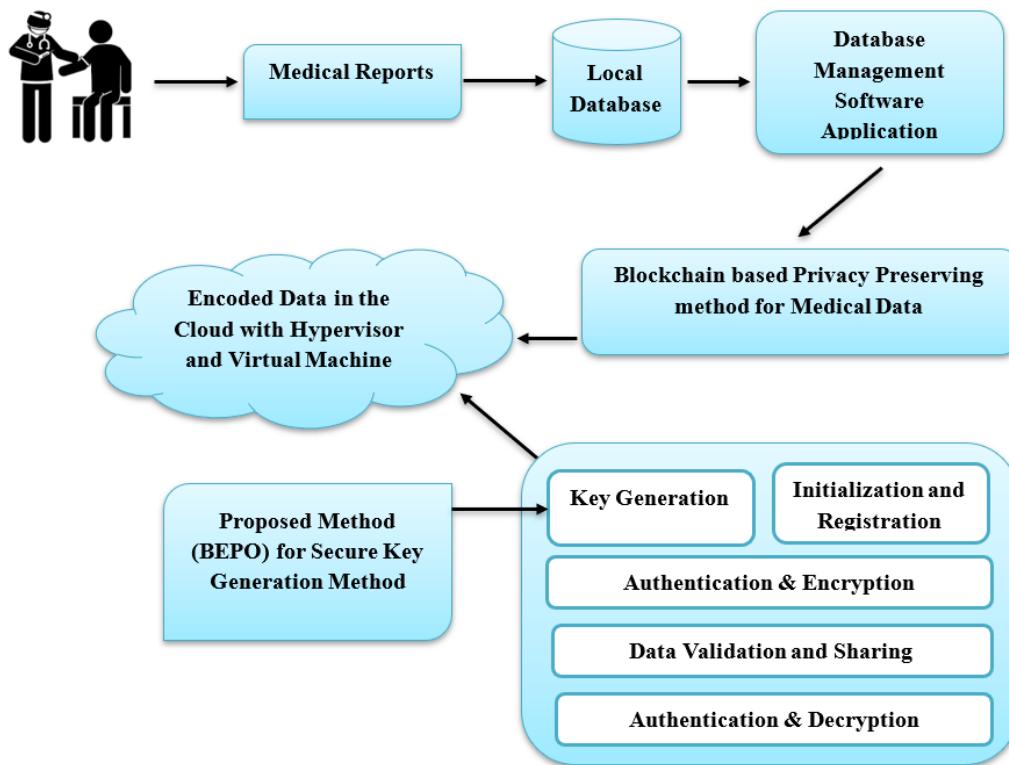 Medical Reports
Local
Database
Database
Management
Software
Application
Blockchain based Privacy Preserving
method for Medical Data
Encoded Data in the
Cloud with Hypervisor
and Virtual Machine
Proposed Method
(BEPO) for Secure Key
Generation Method
Key Generation
Initialization and
Registration
Authentication & Encryption
Data Validation and Sharing
Authentication & Decryption